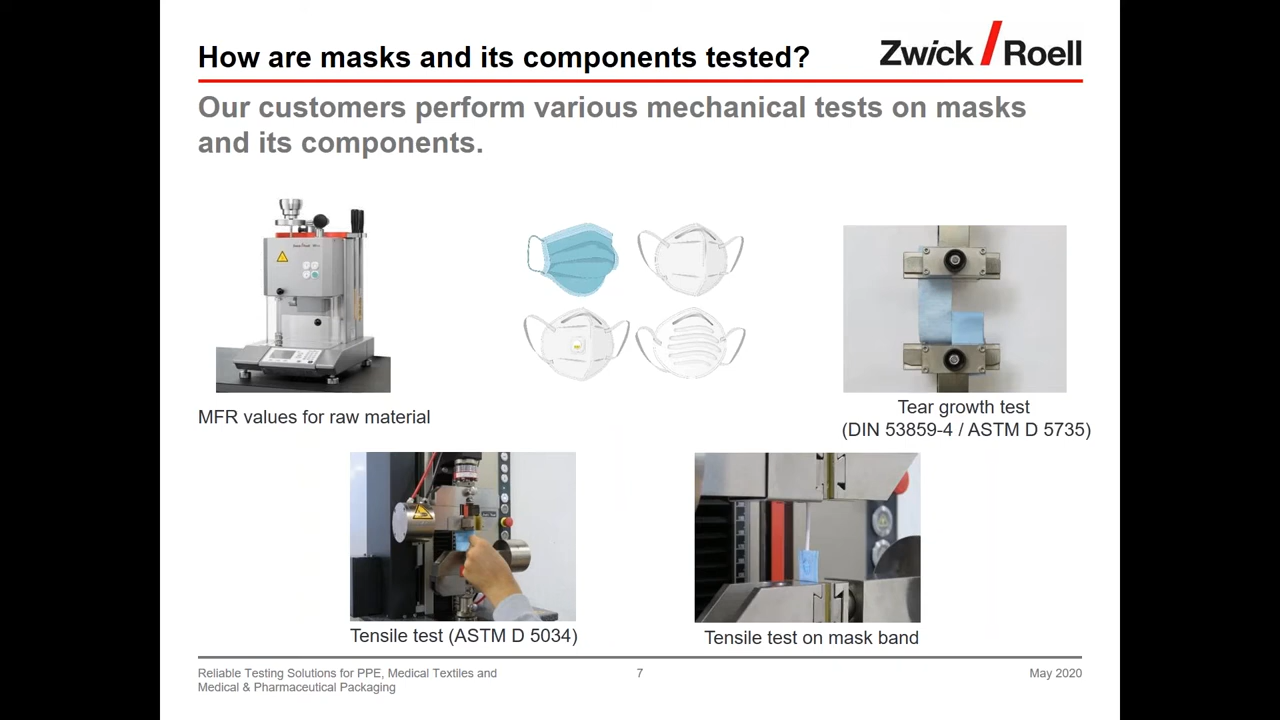 How are masks and its components tested?
Zwick / Roell
Our customers perform various mechanical tests on masks
and its components.
MFR values for raw material
Tear growth test
(DIN 53859-4 / ASTM D 5735)
Tensile test (ASTM D 5034)
Tensile test on mask band
Reliable Testing Solutions for PPE, Medical Textiles and
Medical & Pharmaceutical Packaging
7
May 2020